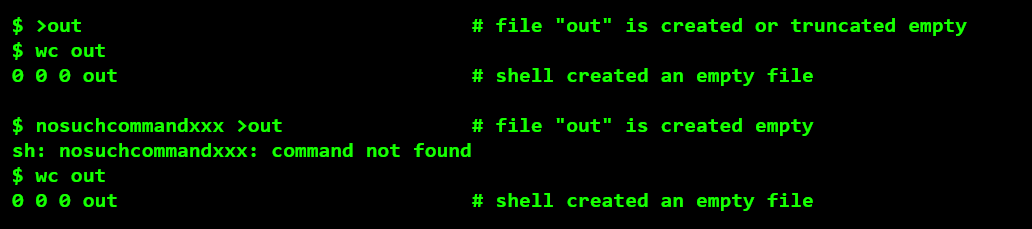 $ >out                                 # file "out" is created or truncated empty
$ wc out
0 0 0 out                              # shell created an empty file

$ nosuchcommandxxx >out                # file "out" is created empty
sh: nosuchcommandxxx: command not found
$ wc out
0 0 0 out                              # shell created an empty file